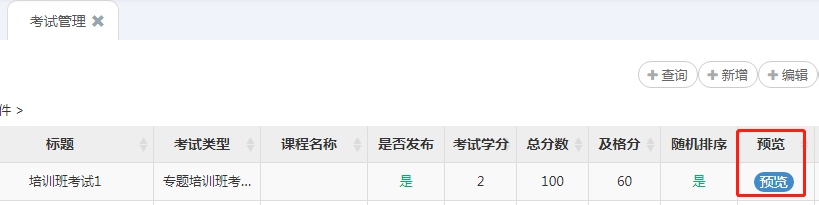 考试管理
查询 新增 编辑
件 >
标题 考试类型 课程名称 是否发布 考试学分 总分数 及格分 随机排序 预览
培训班考试1 专题培训班考... 是 2 100 60 是 预览